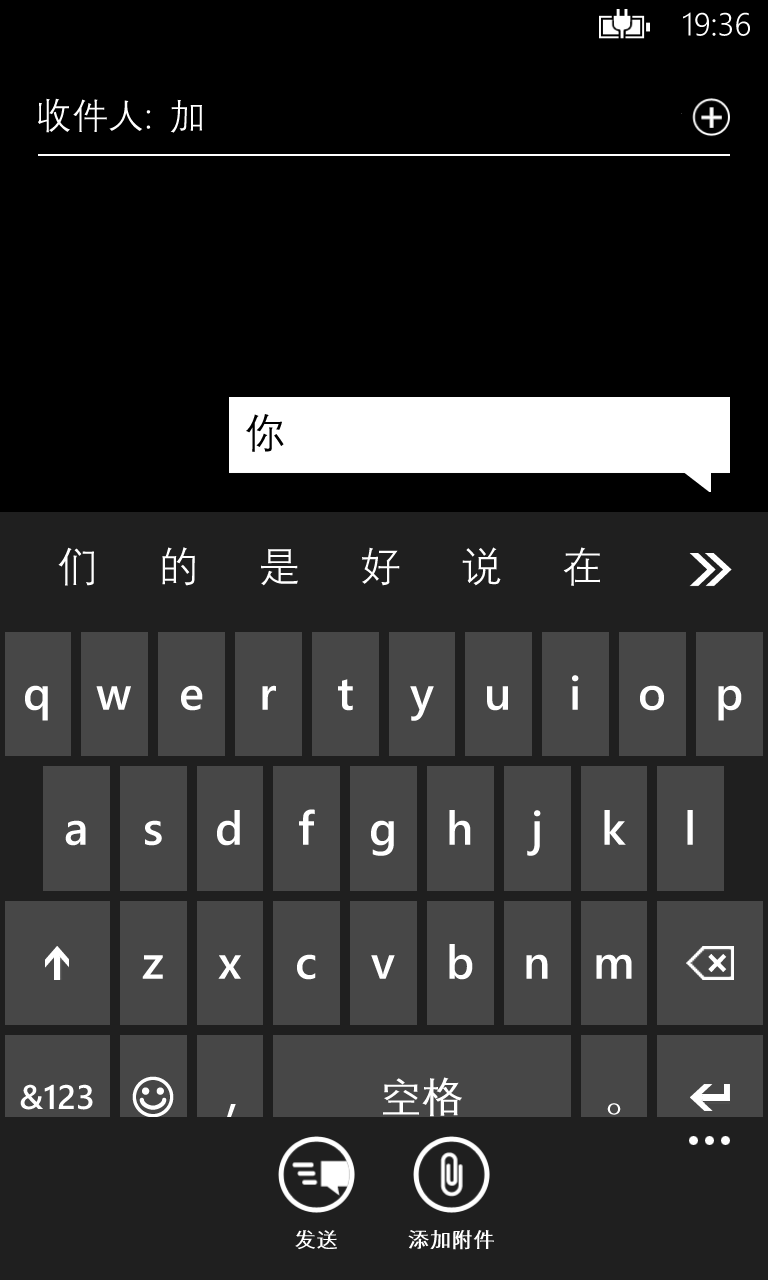 19:36
收件人: 加
你
们 的 是 好 说 在
q w e r t y u i o p
a s d f g h j k l
z x c v b n m
&123 , 空格 。
发送 添加附件